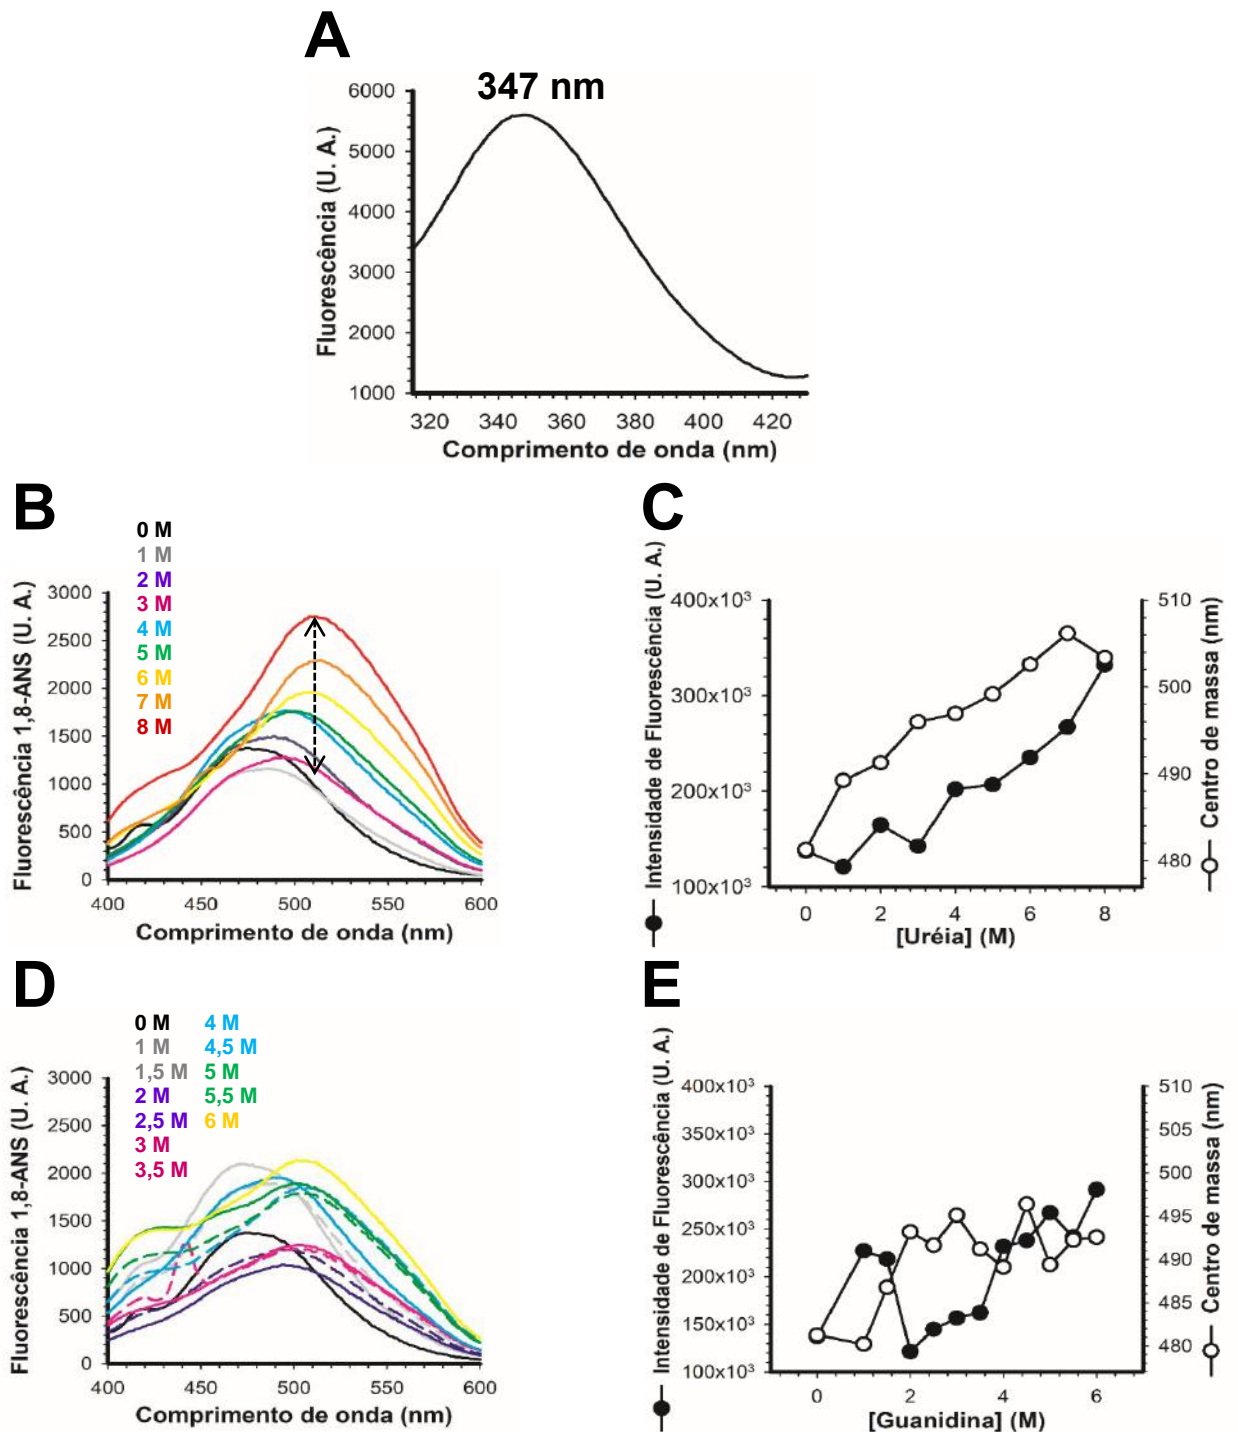 A
347 nm
6000
5000
4000
3000
2000
1000
Fluorescência (U. A.)
320 340 360 380 400 420
Comprimento de onda (nm)
B
0 M
1 M
2 M
3 M
4 M
5 M
6 M
7 M
8 M
3000
2500
2000
1500
1000
500
0
Fluorescência 1,8-ANS (U. A.)
400 450 500 550 600
Comprimento de onda (nm)
C
Intensidade de Fluorescência (U. A.)
400x10³
300x10³
200x10³
100x10³
510
500
490
480
Centro de massa (nm)
0 2 4 6 8
[Uréia] (M)
D
0 M 4 M
1 M 4,5 M
1,5 M 5 M
2 M 5,5 M
2,5 M 6 M
3 M
3,5 M
3000
2500
2000
1500
1000
500
0
Fluorescência 1,8-ANS (U. A.)
400 450 500 550 600
Comprimento de onda (nm)
E
Intensidade de Fluorescência (U. A.)
400x10³
350x10³
300x10³
250x10³
200x10³
150x10³
100x10³
510
505
500
495
490
485
480
Centro de massa (nm)
0 2 4 6
[Guanidina] (M)